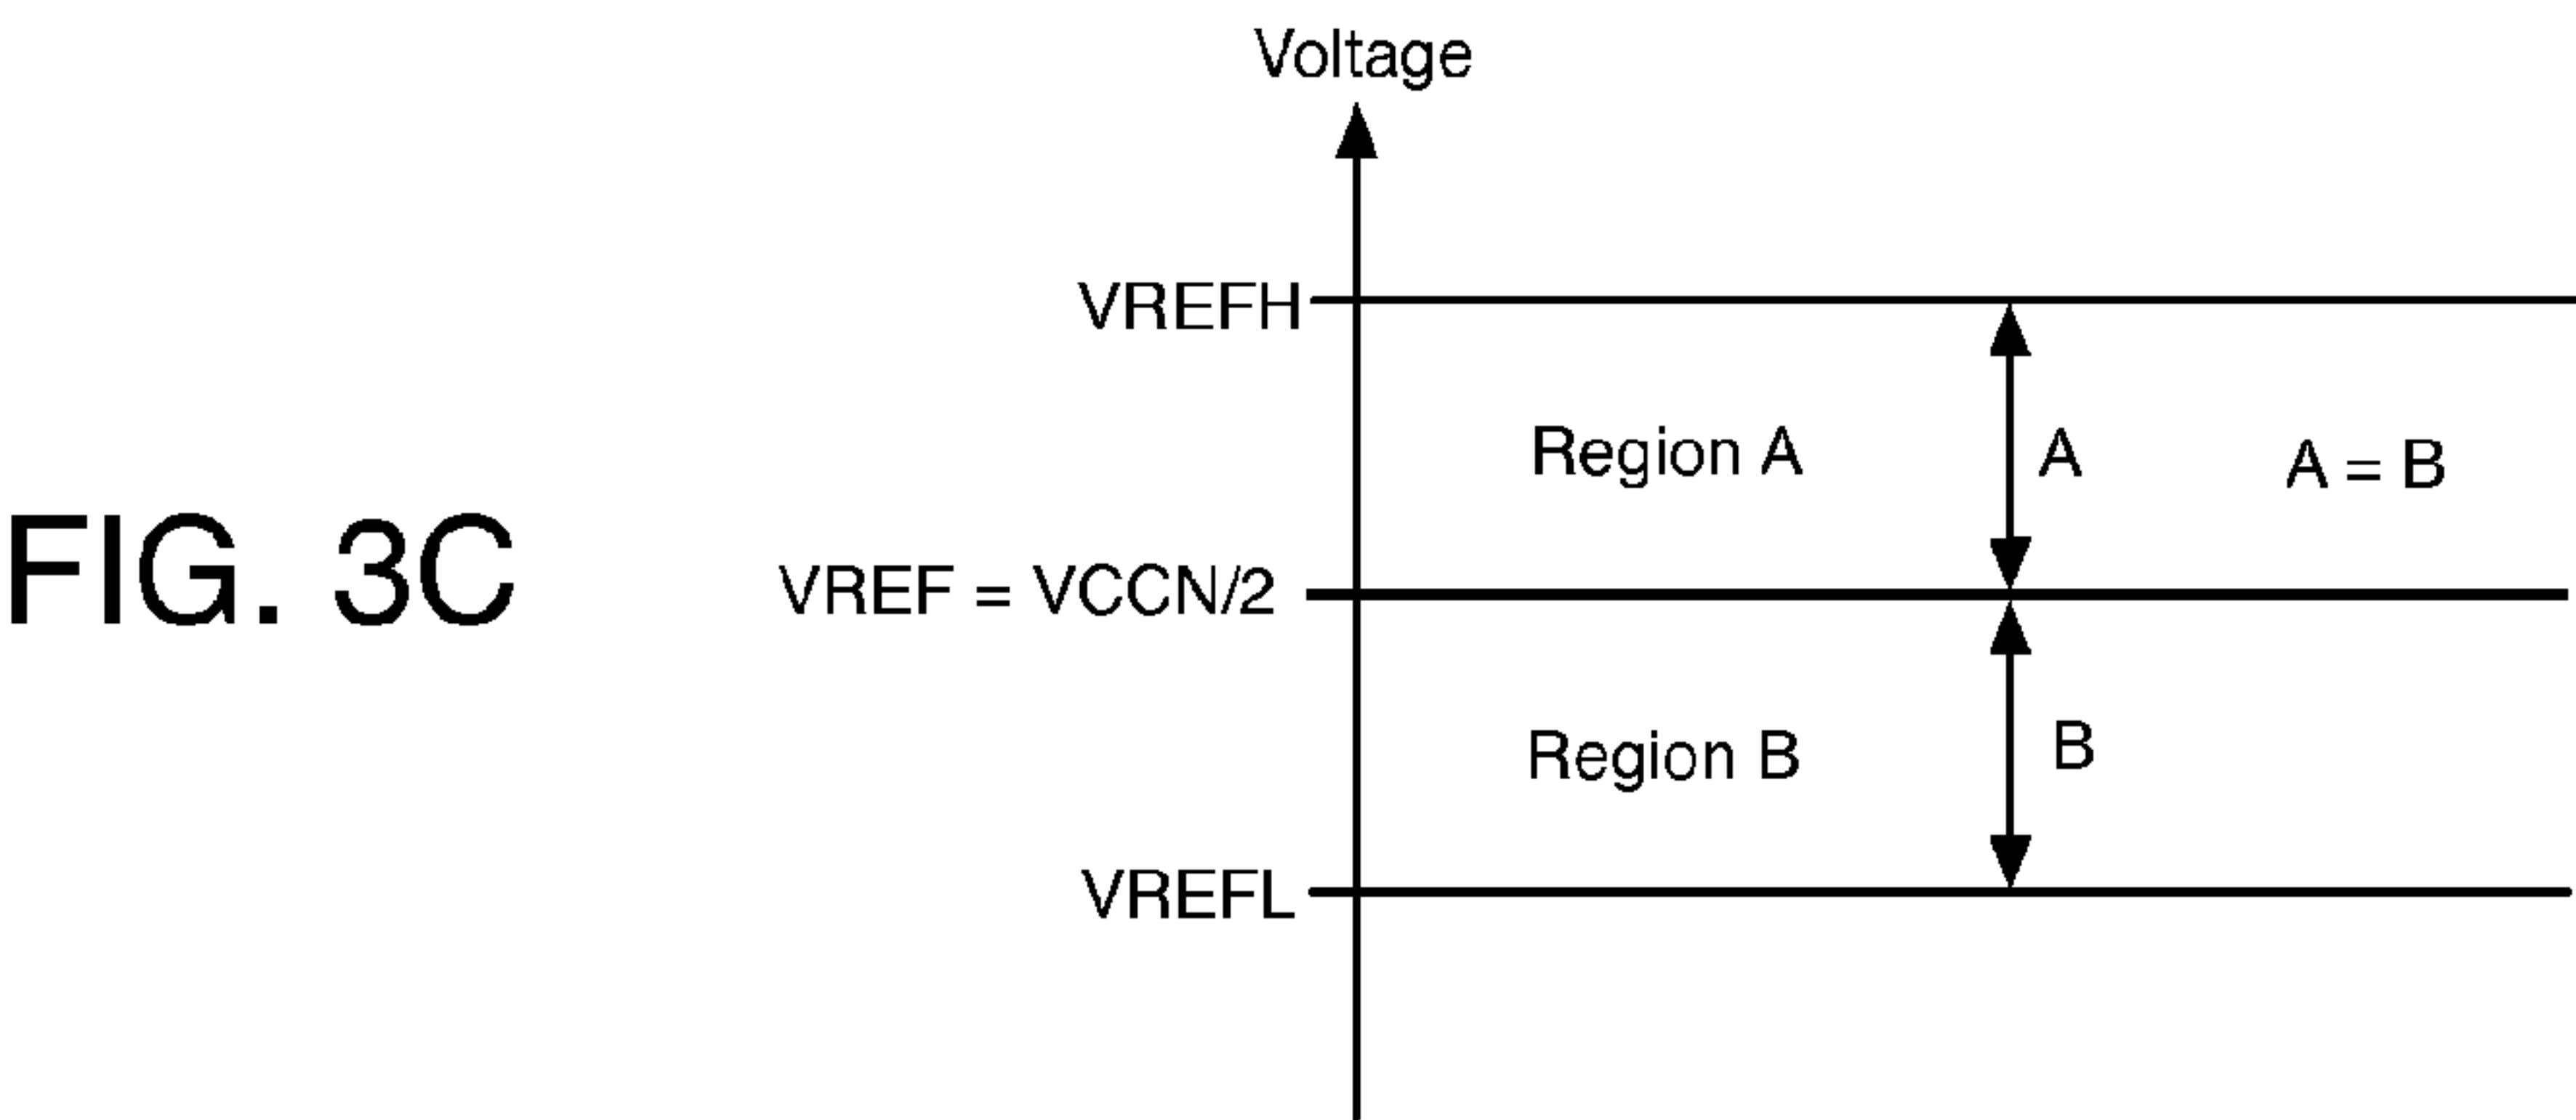 Voltage
VREFH
Region A
A
A = B
FIG. 3C
VREF = VCCN/2
Region B
B
VREFL